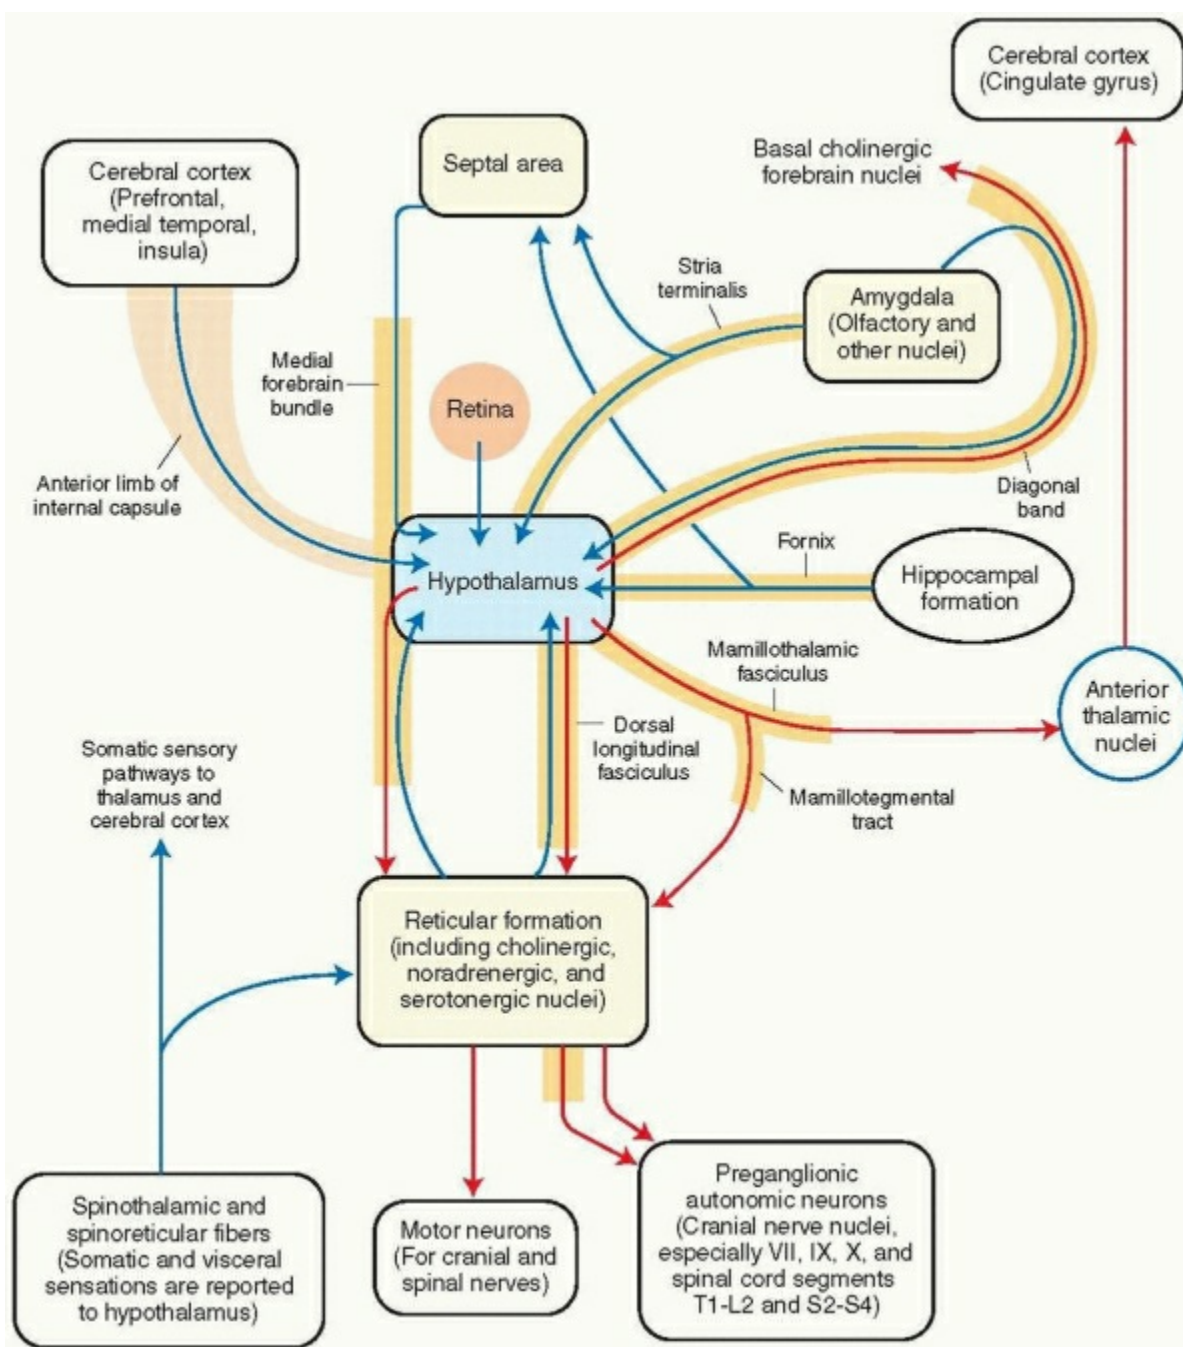 Cerebral cortex
(Cingulate gyrus)
Septal area
Basal cholinergic
forebrain nuclei
Cerebral cortex
(Prefrontal,
medial temporal,
insula)
Stria
terminalis
Amygdala
(Olfactory and
other nuclei)
Medial
forebrain
bundle
Retina
Anterior limb of
internal capsule
Diagonal
band
Fornix
Hypothalamus
Hippocampal
formation
Mamillothalamic
fasciculus
Anterior
thalamic
nuclei
Dorsal
longitudinal
fasciculus
Somatic sensory
pathways to
thalamus and
cerebral cortex
Mamillotegmental
tract
Reticular formation
(including cholinergic,
noradrenergic, and
serotonergic nuclei)
Spinothalamic and
spinoreticular fibers
(Somatic and visceral
sensations are reported
to hypothalamus)
Motor neurons
(For cranial and
spinal nerves)
Preganglionic
autonomic neurons
(Cranial nerve nuclei,
especially VII, IX, X, and
spinal cord segments
T1-L2 and S2-S4)